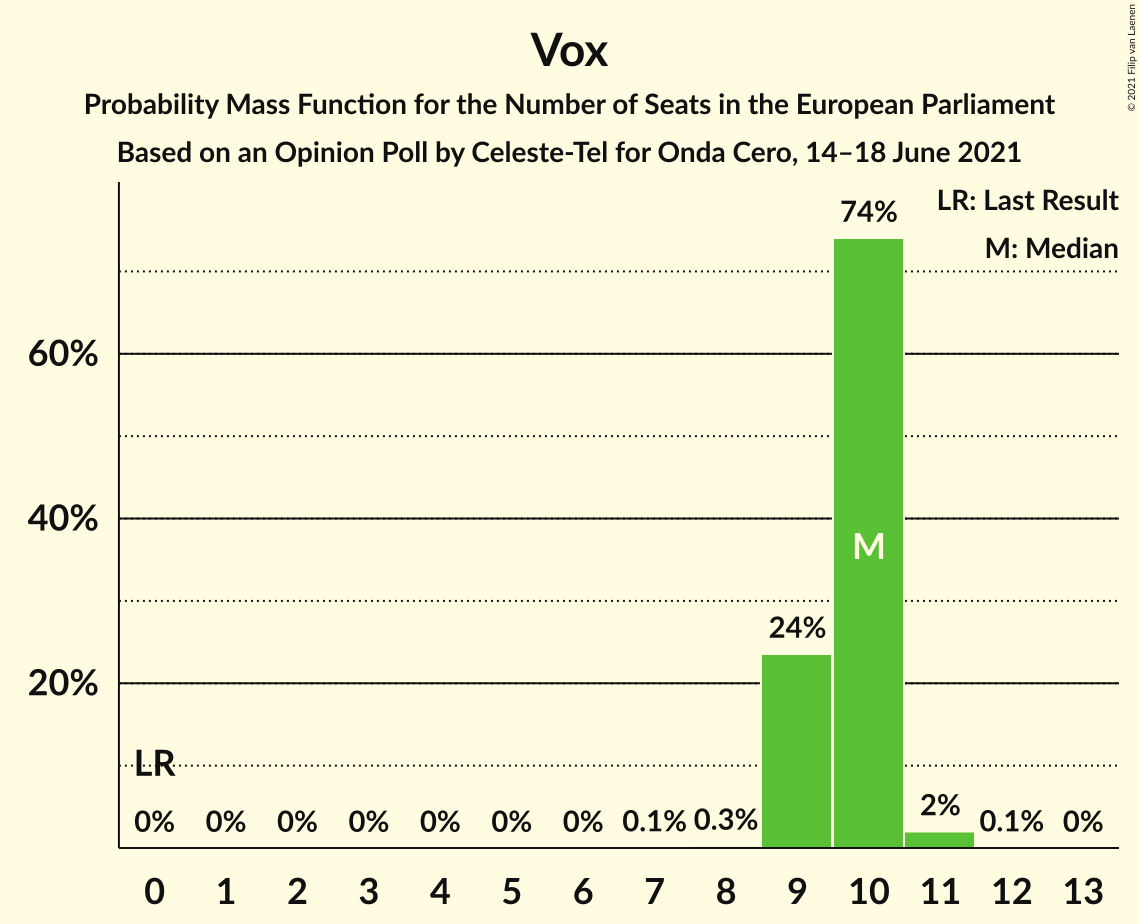 Vox
Probability Mass Function for the Number of Seats in the European Parliament
Based on an Opinion Poll by Celeste-Tel for Onda Cero, 14–18 June 2021
© 2021 Filip van Laenen
LR: Last Result
M: Median
60%
40%
20%
LR
M
0% 0% 0% 0% 0% 0% 0% 0.1% 0.3% 24% 74% 2% 0.1% 0%
0 1 2 3 4 5 6 7 8 9 10 11 12 13